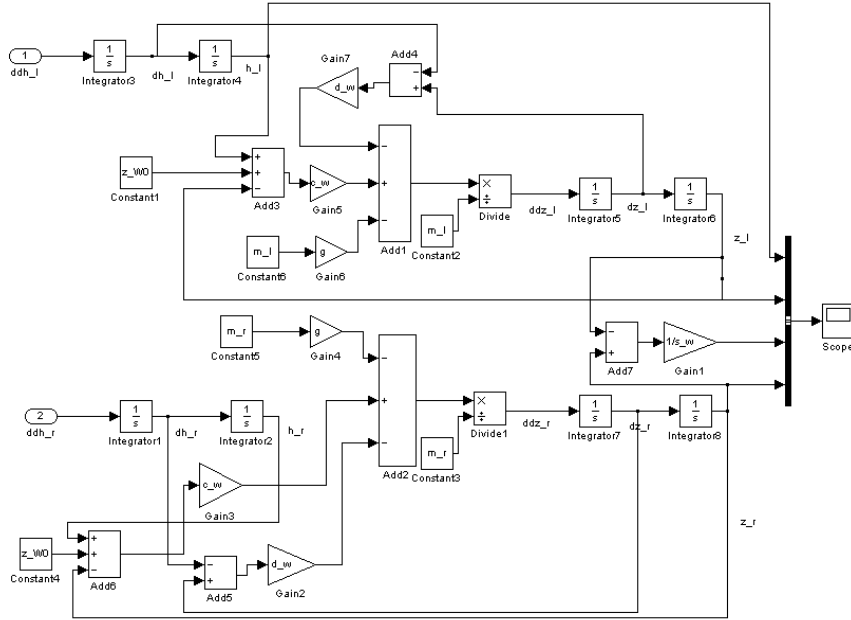 Add4
Gain7
1
ddh_l
1
s
Integrator3
dh_l
1
s
Integrator4
h_l
d_w
−
+
z_W0
Constant1
+
+
−
Add3
c_w
Gain5
−
+
−
Add1
m_l
Constant6
g
Gain6
m_l
Constant2
×
÷
Divide
ddz_l
1
s
Integrator5
dz_l
1
s
Integrator6
z_l
m_r
Constant5
g
Gain4
−
+
Add7
1/s_w
Gain1
Scope
2
ddh_r
1
s
Integrator1
dh_r
1
s
Integrator2
h_r
−
+
−
Add2
m_r
Constant3
×
÷
Divide1
ddz_r
1
s
Integrator7
dz_r
1
s
Integrator8
c_w
Gain3
z_r
z_W0
Constant4
+
+
−
Add6
−
+
Add5
d_w
Gain2